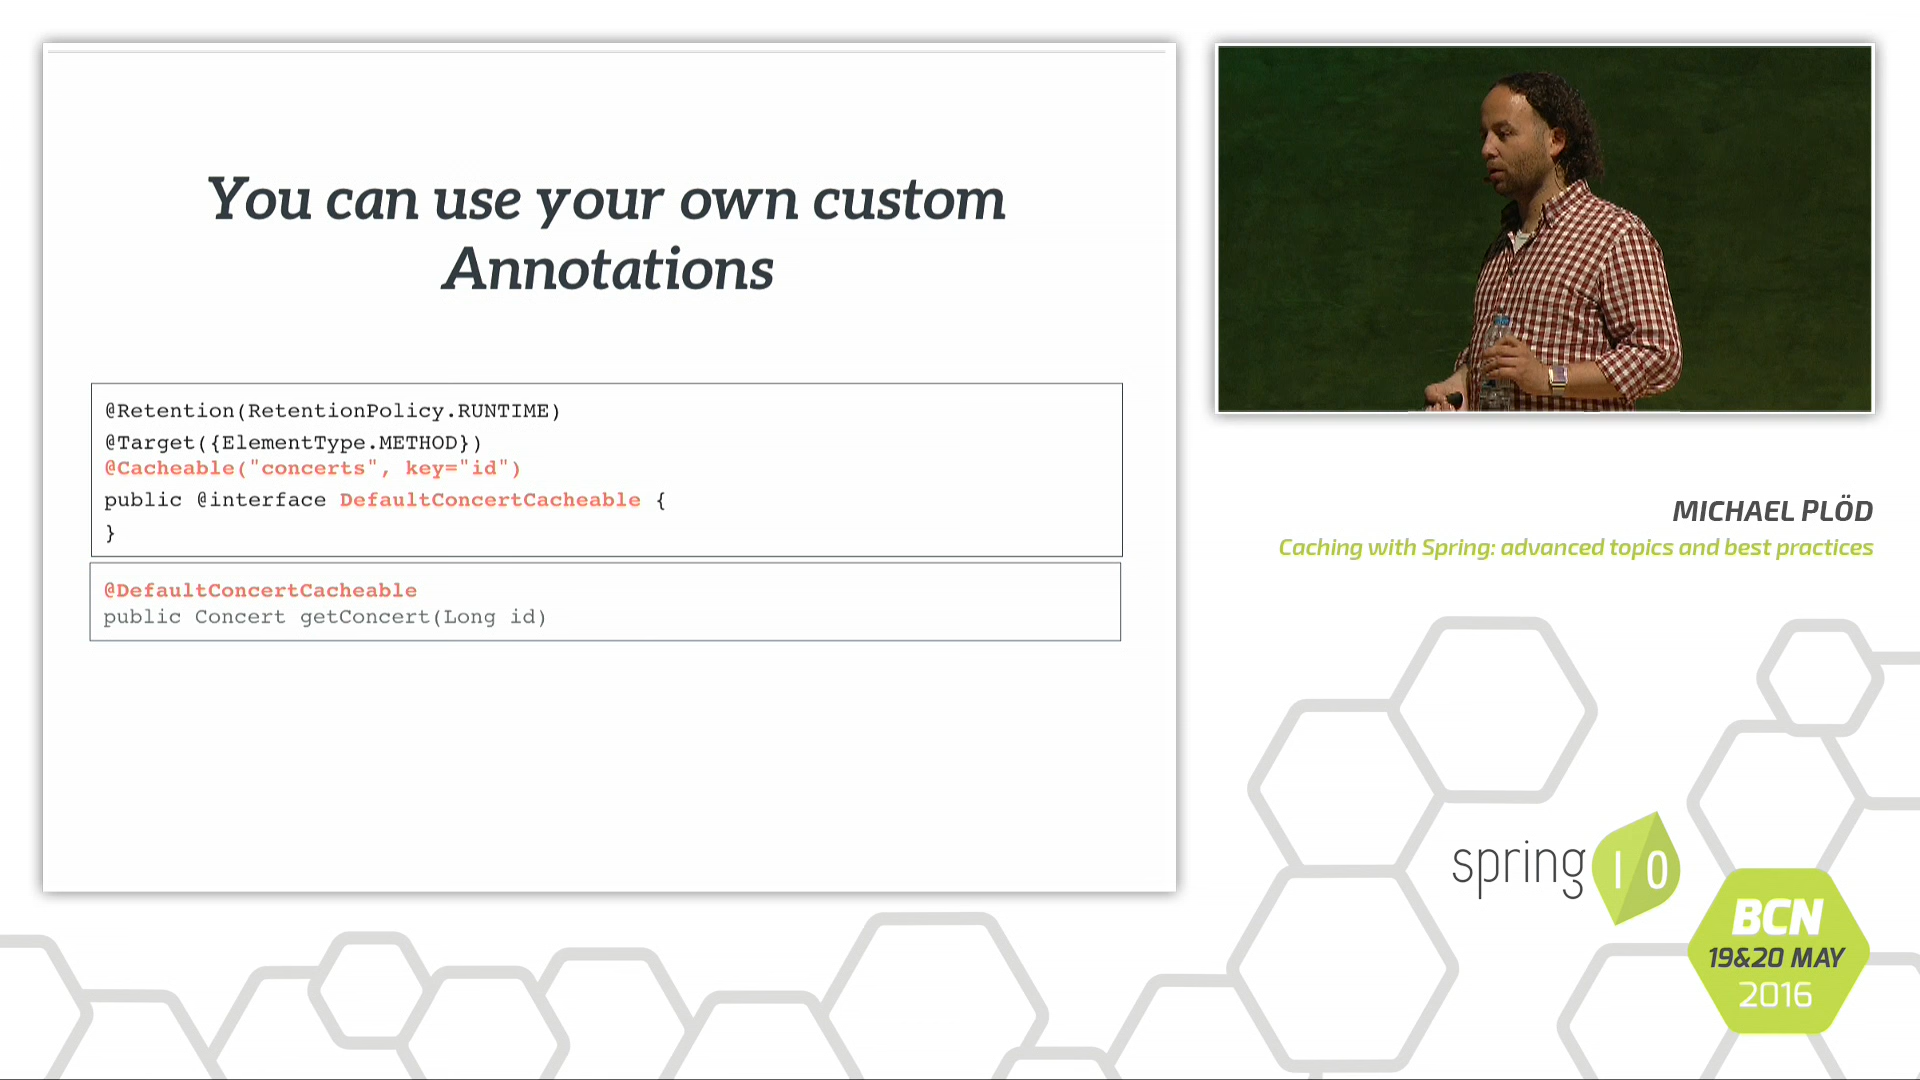 You can use your own custom
Annotations
@Retention(RetentionPolicy.RUNTIME)
@Target({ElementType.METHOD})
@Cacheable("concerts", key="id")
public @interface DefaultConcertCacheable {
}
@DefaultConcertCacheable
public Concert getConcert(Long id)
MICHAEL PLÖD
Caching with Spring: advanced topics and best practices
spring I O
BCN
19&20 MAY
2016